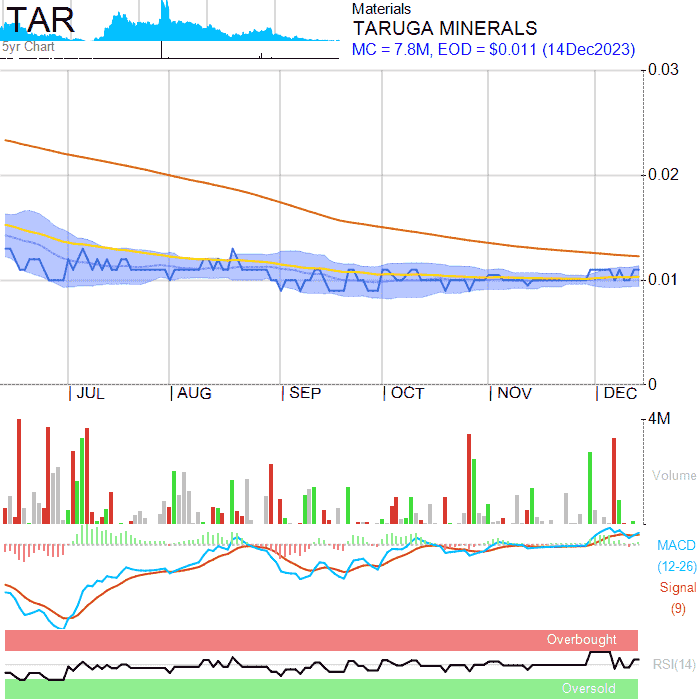 TAR
5yr Chart
Materials
TARUGA MINERALS
MC = 7.8M, EOD = $0.011 (14Dec2023)
0.03
0.02
0.01
0
JUL AUG SEP OCT NOV DEC
4M
Volume
MACD
(12-26)
Signal
(9)
Overbought
RSI(14)
Oversold